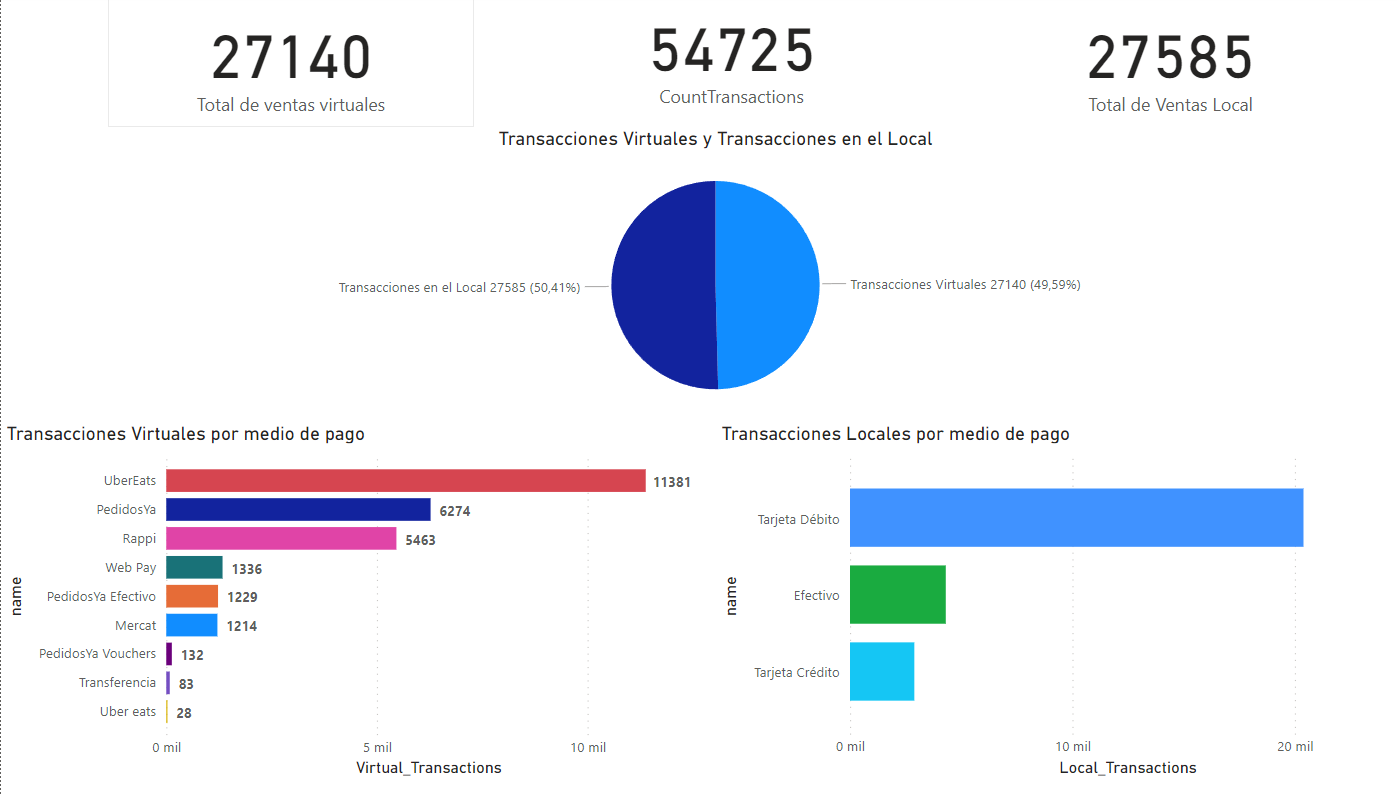 27140
Total de ventas virtuales
54725
CountTransactions
27585
Total de Ventas Local
Transacciones Virtuales y Transacciones en el Local
Transacciones en el Local 27585 (50,41%)
Transacciones Virtuales 27140 (49,59%)
Transacciones Virtuales por medio de pago
name
UberEats 11381
PedidosYa 6274
Rappi 5463
Web Pay 1336
PedidosYa Efectivo 1229
Mercat 1214
PedidosYa Vouchers 132
Transferencia 83
Uber eats 28
0 mil 5 mil 10 mil
Virtual_Transactions
Transacciones Locales por medio de pago
name
Tarjeta Débito
Efectivo
Tarjeta Crédito
0 mil 10 mil 20 mil
Local_Transactions